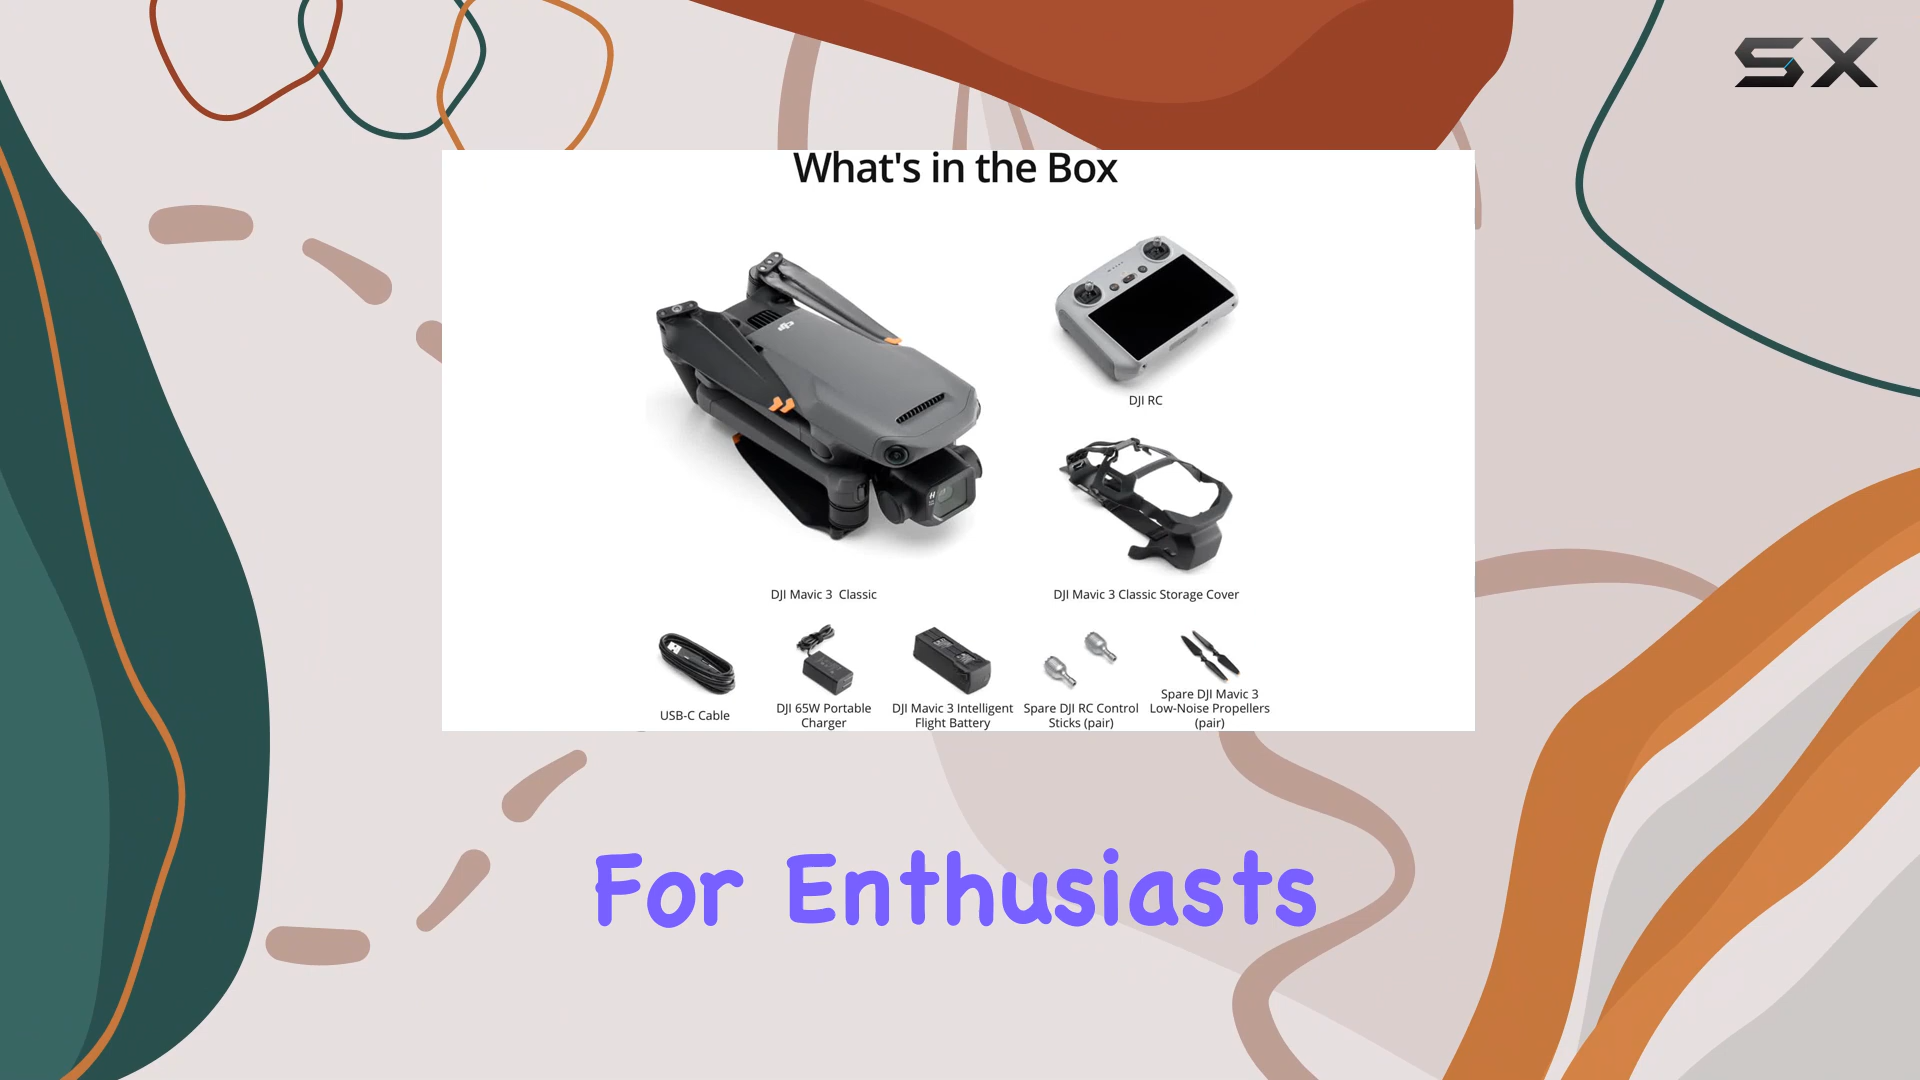 SX
What's in the Box
DJI RC
DJI Mavic 3 Classic
DJI Mavic 3 Classic Storage Cover
USB-C Cable
DJI 65W Portable
Charger
DJI Mavic 3 Intelligent
Flight Battery
Spare DJI RC Control
Sticks (pair)
Spare DJI Mavic 3
Low-Noise Propellers
(pair)
For Enthusiasts